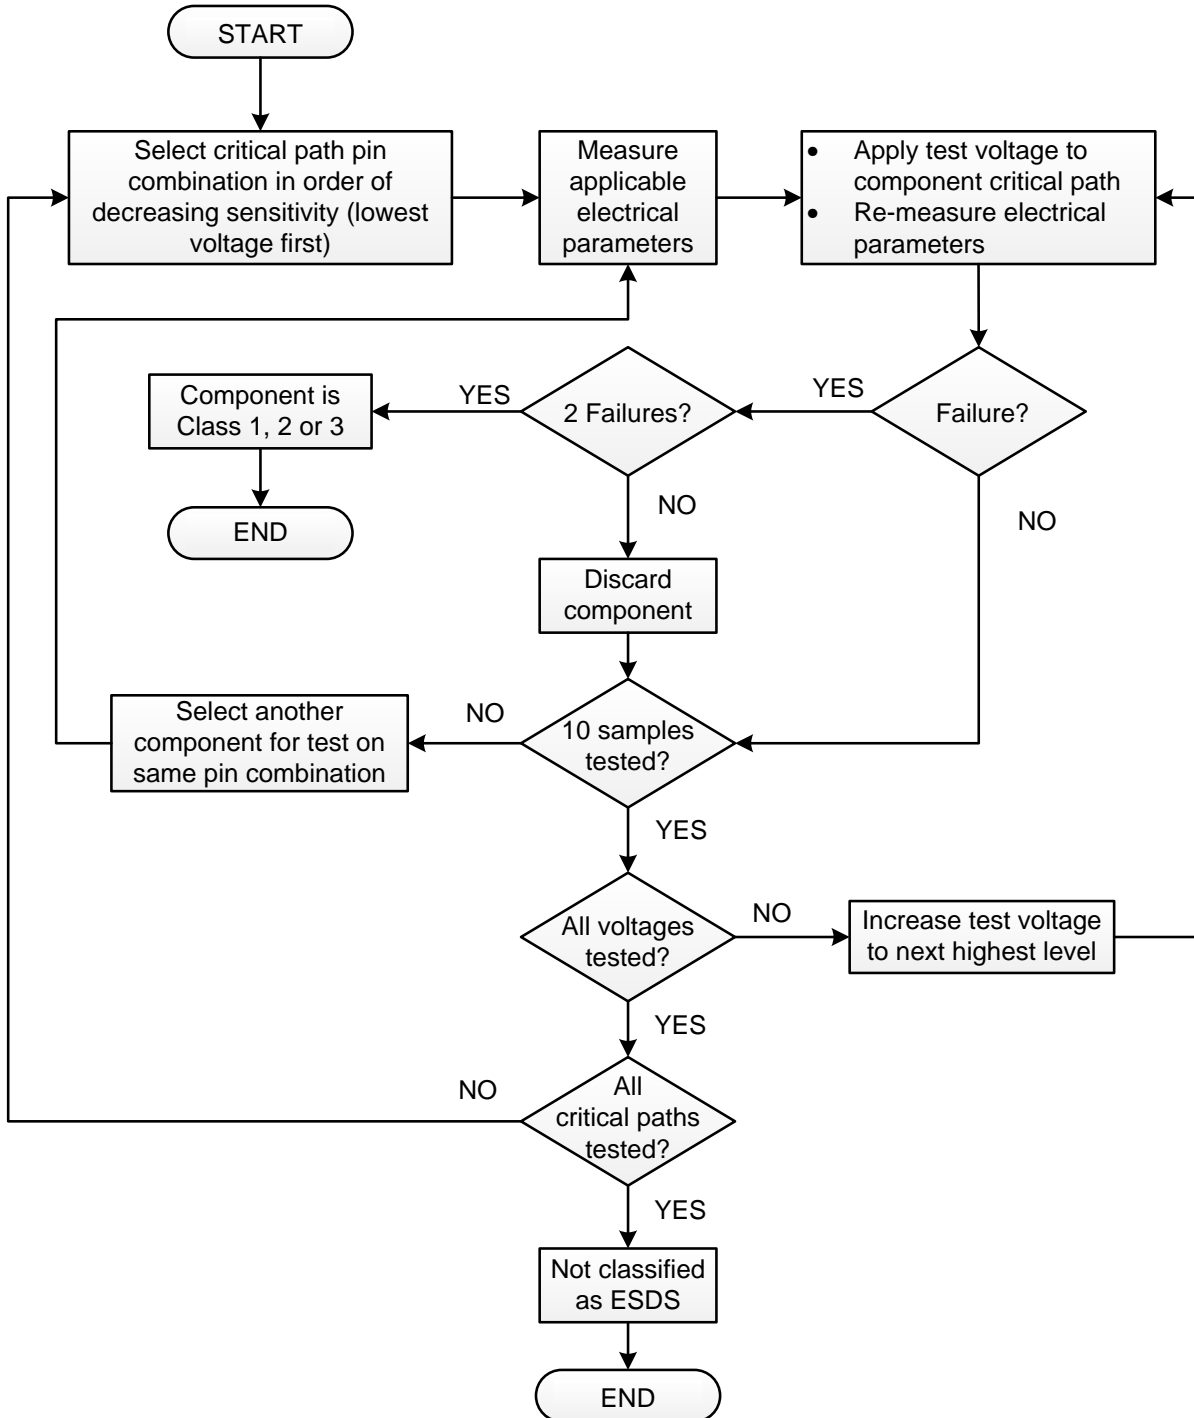 START
Select critical path pin
combination in order of
decreasing sensitivity (lowest
voltage first)
Measure
applicable
electrical
parameters
• Apply test voltage to
component critical path
• Re-measure electrical
parameters
Component is
Class 1, 2 or 3
YES
2 Failures?
YES
Failure?
END
NO
NO
Discard
component
Select another
component for test on
same pin combination
NO
10 samples
tested?
YES
All voltages
tested?
NO
Increase test voltage
to next highest level
YES
NO
All
critical paths
tested?
YES
Not classified
as ESDS
END